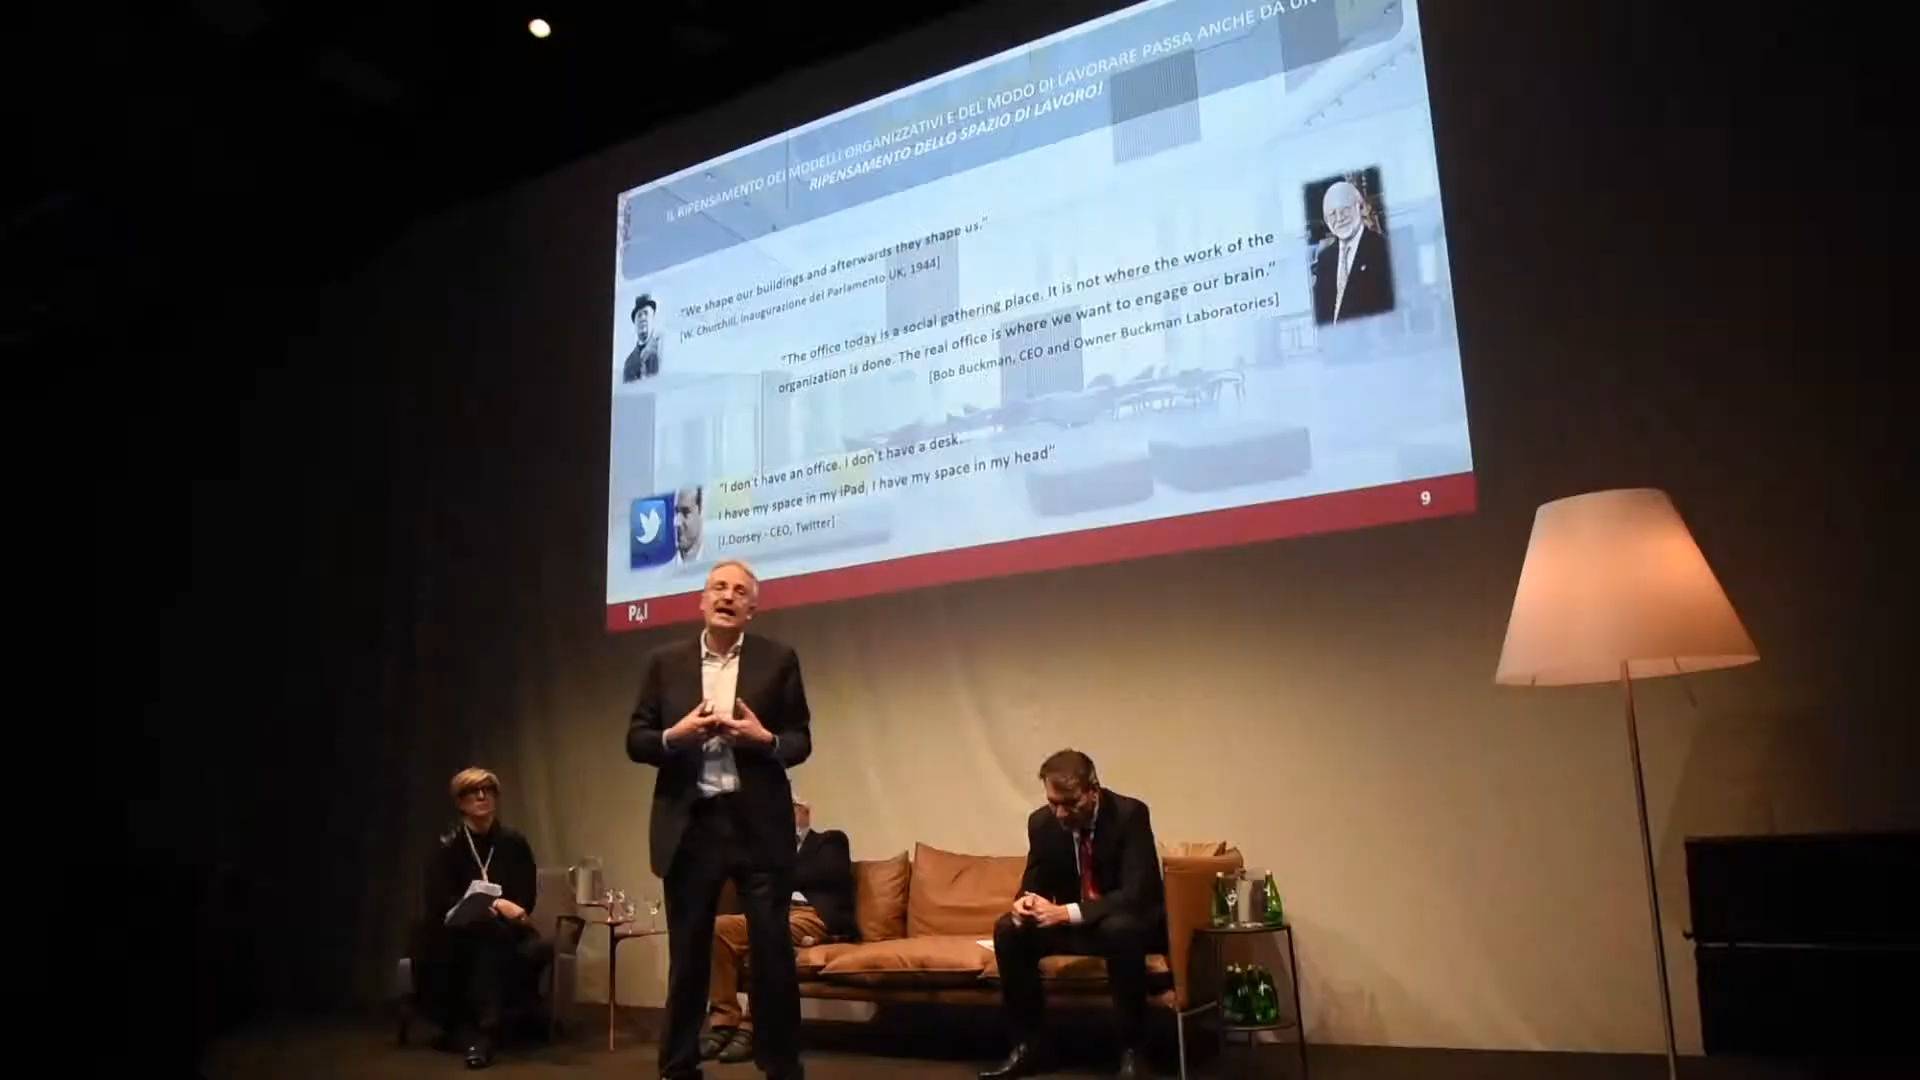 IL RIPENSAMENTO DEI MODELLI ORGANIZZATIVI E DEL MODO DI LAVORARE PASSA ANCHE DA UN
RIPENSAMENTO DELLO SPAZIO DI LAVORO!
"We shape our buildings and afterwards they shape us."
[W. Churchill, inaugurazione del Parlamento UK, 1944]
"The office today is a social gathering place. It is not where the work of the
organization is done. The real office is where we want to engage our brain."
[Bob Buckman, CEO and Owner Buckman Laboratories]
"I don't have an office. I don't have a desk.
I have my space in my iPad, I have my space in my head"
[J.Dorsey - CEO, Twitter]
P4I
9